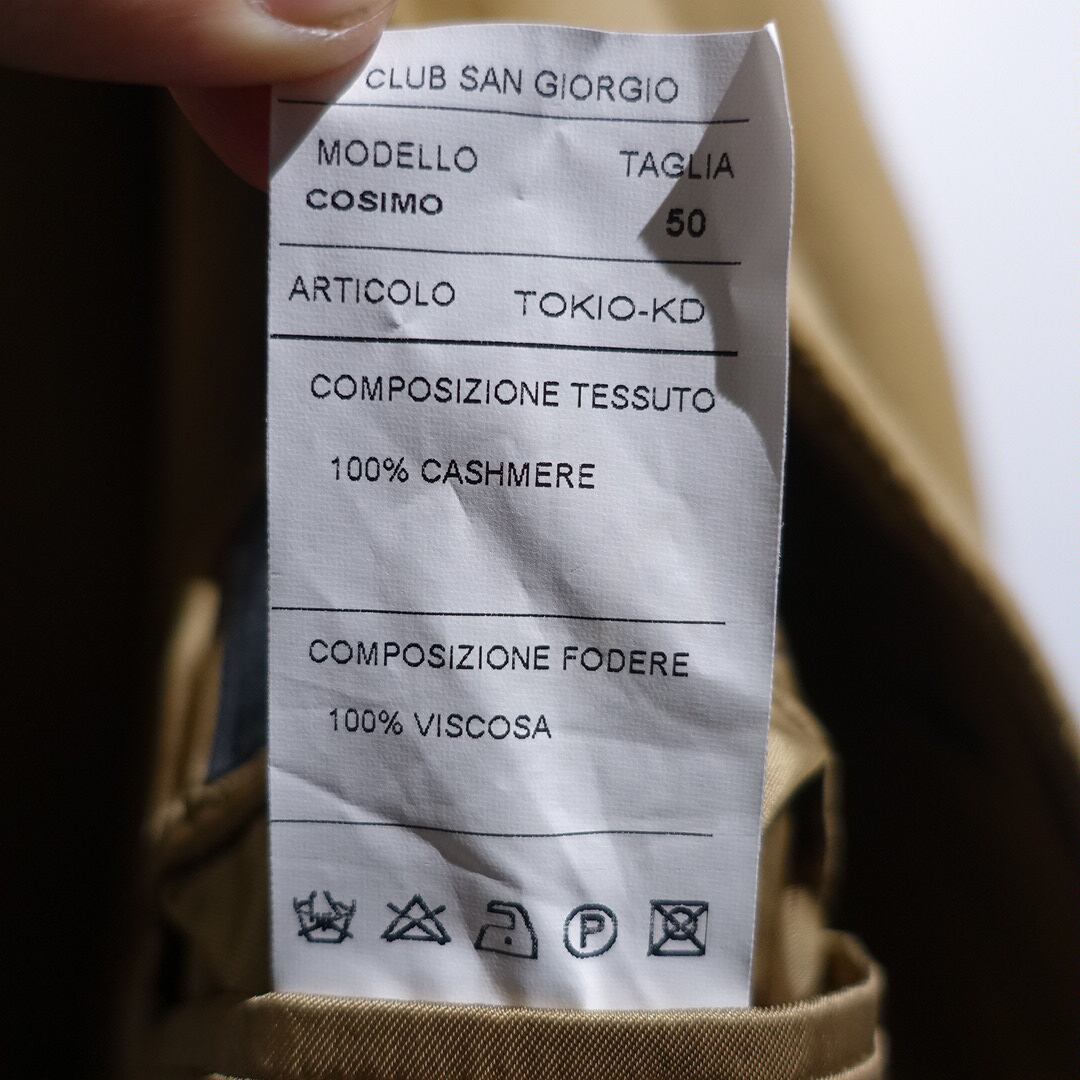 CLUB SAN GIORGIO
MODELLO TAGLIA
COSIMO 50
ARTICOLO TOKIO-KD
COMPOSIZIONE TESSUTO
100% CASHMERE
COMPOSIZIONE FODERE
100% VISCOSA
P